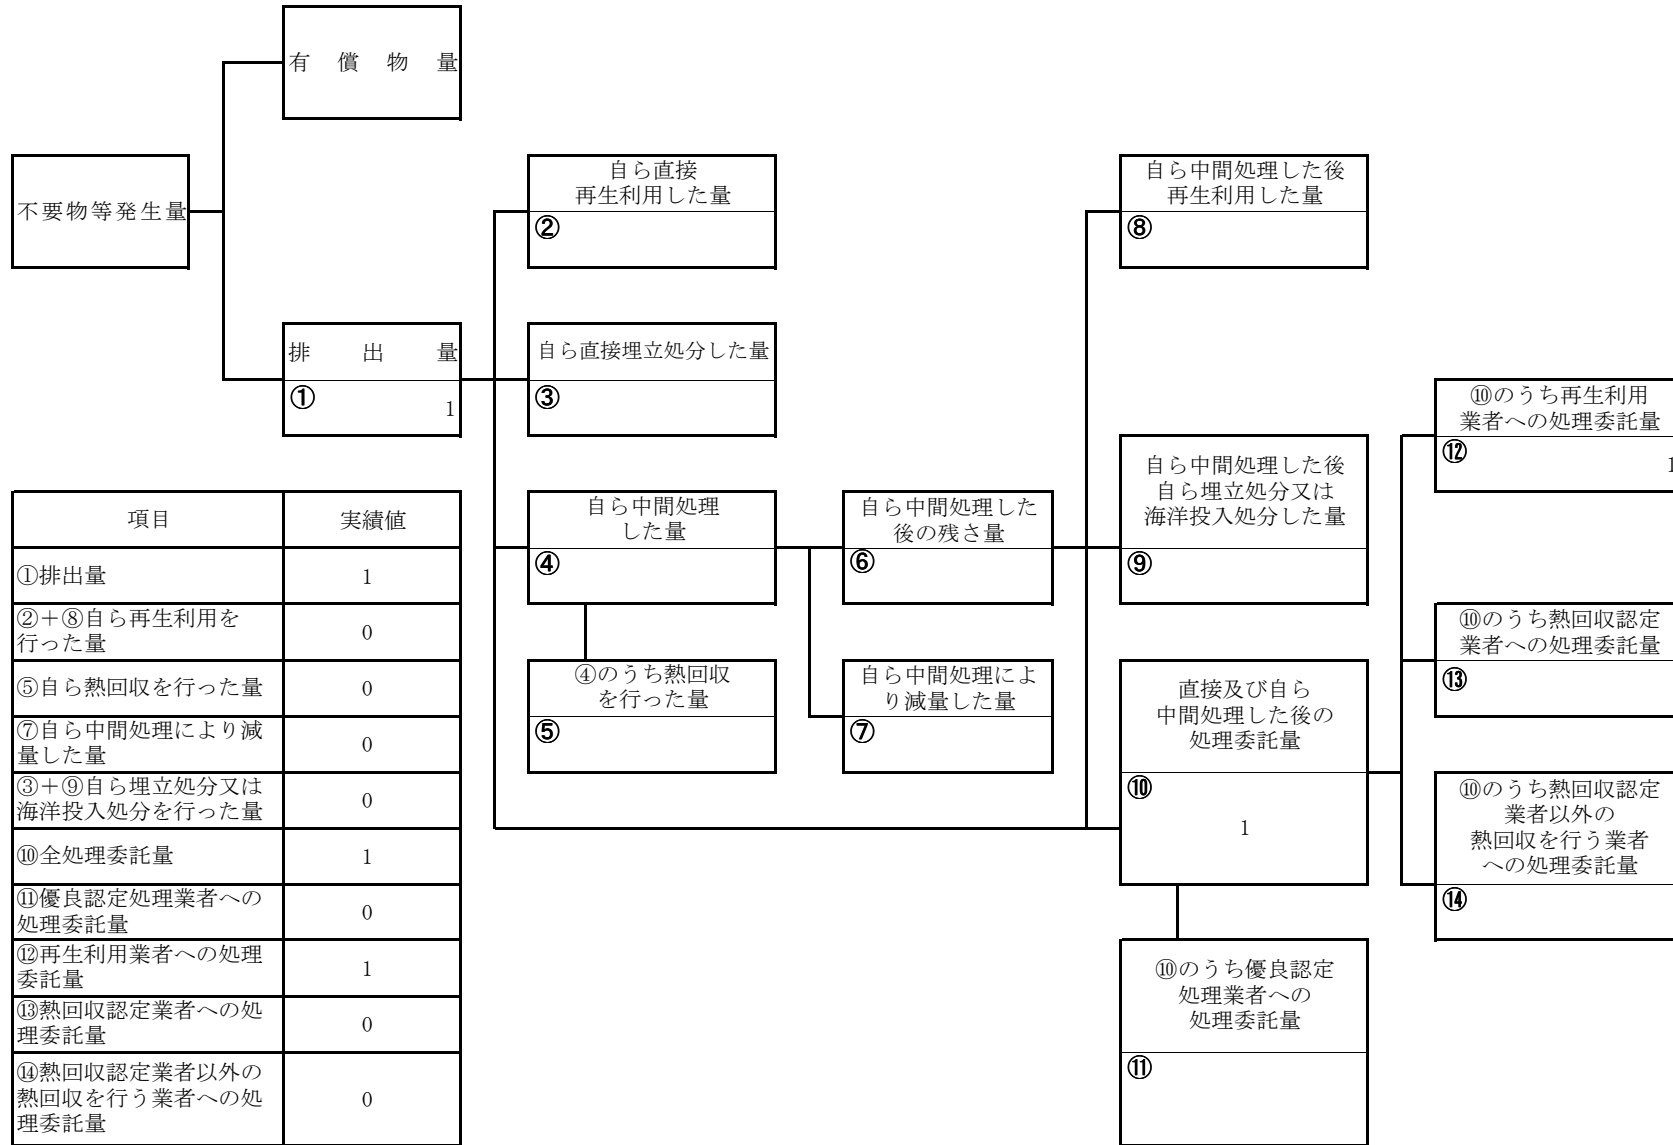 有償物量
不要物等発生量
排出量
①
1
自ら直接
再生利用した量
②
自ら直接埋立処分した量
③
自ら中間処理
した量
④
④のうち熱回収
を行った量
⑤
自ら中間処理した
後の残さ量
⑥
自ら中間処理によ
り減量した量
⑦
自ら中間処理した後
再生利用した量
⑧
自ら中間処理した後
自ら埋立処分又は
海洋投入処分した量
⑨
直接及び自ら
中間処理した後の
処理委託量
⑩
1
⑩のうち優良認定
処理業者への
処理委託量
⑪
⑩のうち再生利用
業者への処理委託量
⑫
1
⑩のうち熱回収認定
業者への処理委託量
⑬
⑩のうち熱回収認定
業者以外の
熱回収を行う業者
への処理委託量
⑭
項目 実績値
①排出量 1
②+⑧自ら再生利用を
行った量 0
⑤自ら熱回収を行った量 0
⑦自ら中間処理により減
量した量 0
③+⑨自ら埋立処分又は
海洋投入処分を行った量 0
⑩全処理委託量 1
⑪優良認定処理業者への
処理委託量 0
⑫再生利用業者への処理
委託量 1
⑬熱回収認定業者への処
理委託量 0
⑭熱回収認定業者以外の
熱回収を行う業者への処
理委託量 0